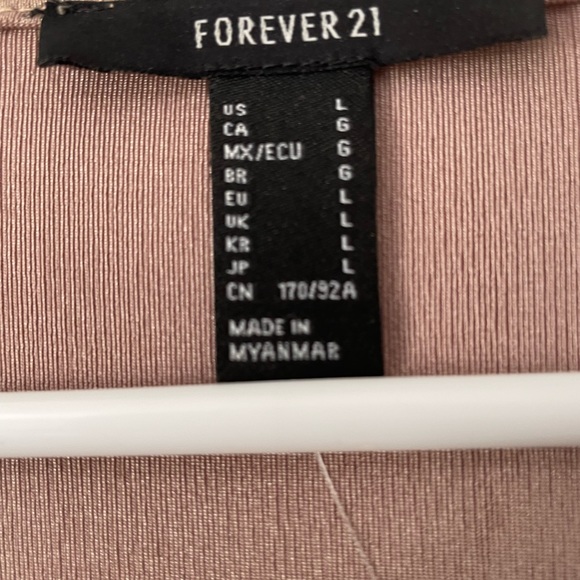 FOREVER 21
US L
CA G
MX/ECU G
BR G
EU L
UK L
KR L
JP L
CN 170/92A
MADE IN
MYANMAR